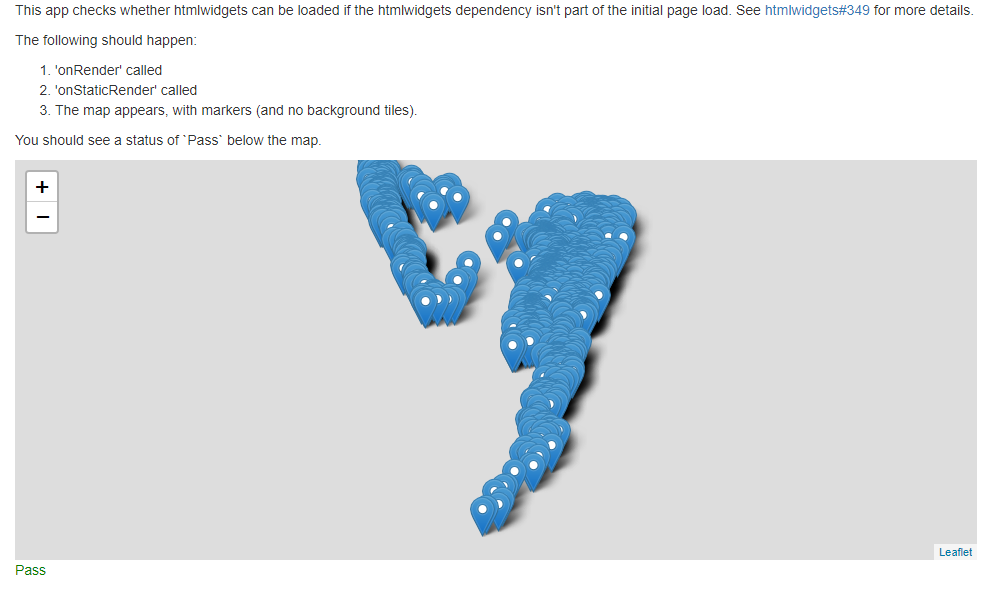 This app checks whether htmlwidgets can be loaded if the htmlwidgets dependency isn't part of the initial page load. See htmlwidgets#349 for more details.
The following should happen:
1. 'onRender' called
2. 'onStaticRender' called
3. The map appears, with markers (and no background tiles).
You should see a status of `Pass` below the map.
+
−
Leaflet
Pass